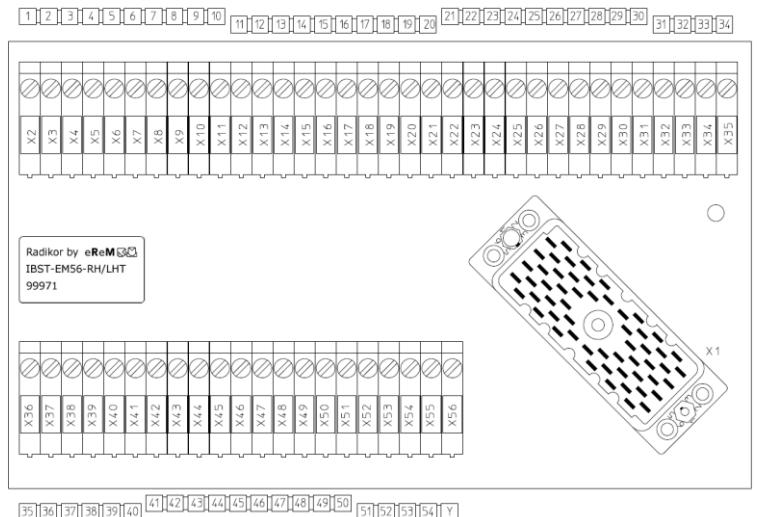 1 2 3 4 5 6 7 8 9 10 11 12 13 14 15 16 17 18 19 20 21 22 23 24 25 26 27 28 29 30 31 32 33 34
X2 X3 X4 X5 X6 X7 X8 X9 X10 X11 X12 X13 X14 X15 X16 X17 X18 X19 X20 X21 X22 X23 X24 X25 X26 X27 X28 X29 X30 X31 X32 X33 X34 X35
Radikor by eReM
IBST-EM56-RH/LHT
99971
X1
X36 X37 X38 X39 X40 X41 X42 X43 X44 X45 X46 X47 X48 X49 X50 X51 X52 X53 X54 X55 X56
35 36 37 38 39 40 41 42 43 44 45 46 47 48 49 50 51 52 53 54 Y